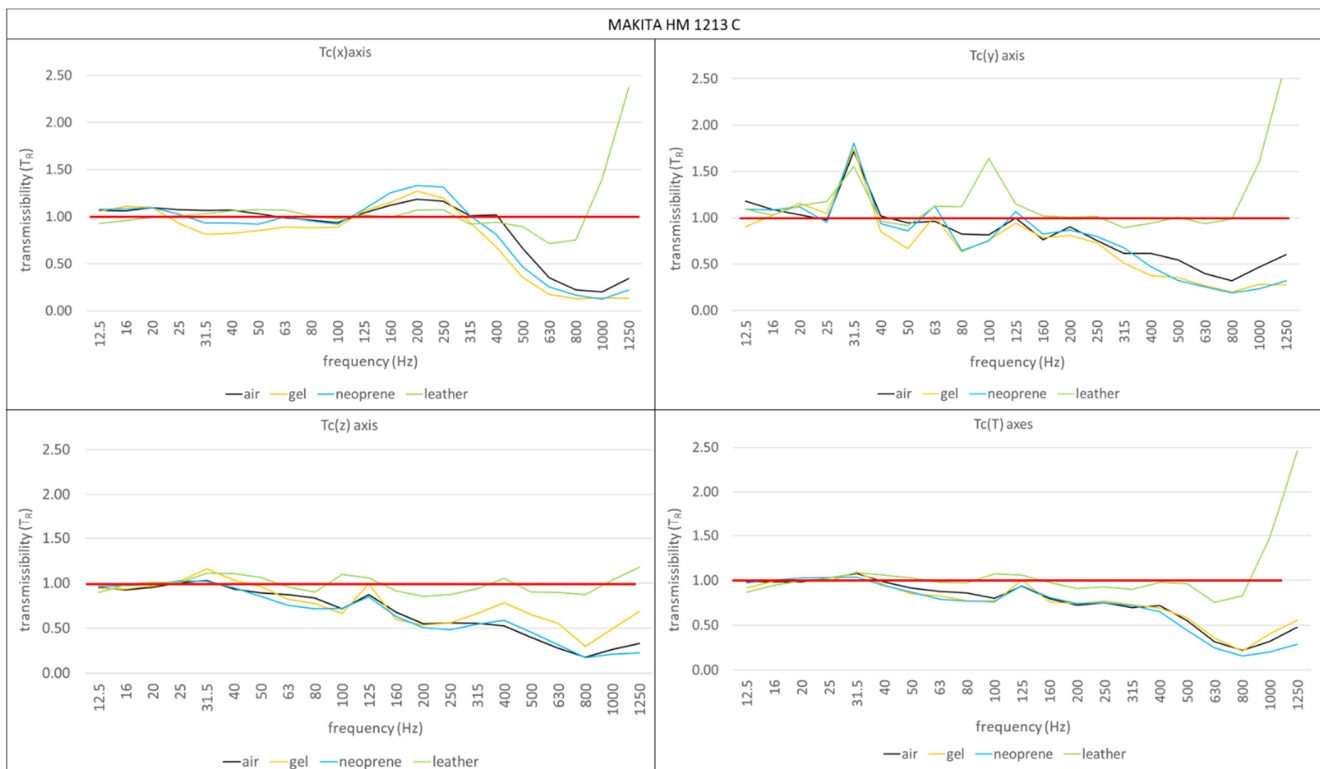 MAKITA HM 1213 C
Tc(x)axis
transmissibility (TR)
2.50
2.00
1.50
1.00
0.50
0.00
12.5 16 20 25 31.5 40 50 63 80 100 125 160 200 250 315 400 500 630 800 1000 1250
frequency (Hz)
air gel neoprene leather
Tc(y) axis
transmissibility (TR)
2.50
2.00
1.50
1.00
0.50
0.00
12.5 16 20 25 31.5 40 50 63 80 100 125 160 200 250 315 400 500 630 800 1000 1250
frequency (Hz)
air gel neoprene leather
Tc(z) axis
transmissibility (TR)
2.50
2.00
1.50
1.00
0.50
0.00
12.5 16 20 25 31.5 40 50 63 80 100 125 160 200 250 315 400 500 630 800 1000 1250
frequency (Hz)
air gel neoprene leather
Tc(T) axes
transmissibility (TR)
2.50
2.00
1.50
1.00
0.50
0.00
12.5 16 20 25 31.5 40 50 63 80 100 125 160 200 250 315 400 500 630 800 1000 1250
frequency (Hz)
air gel neoprene leather